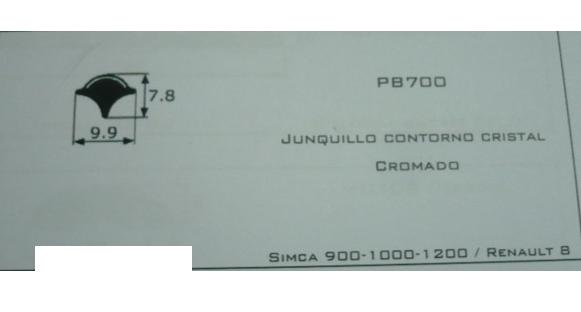 PB700
7.8
9.9
JUNQUILLO CONTORNO CRISTAL
CROMADO
SIMCA 900-1000-1200 / RENAULT 8